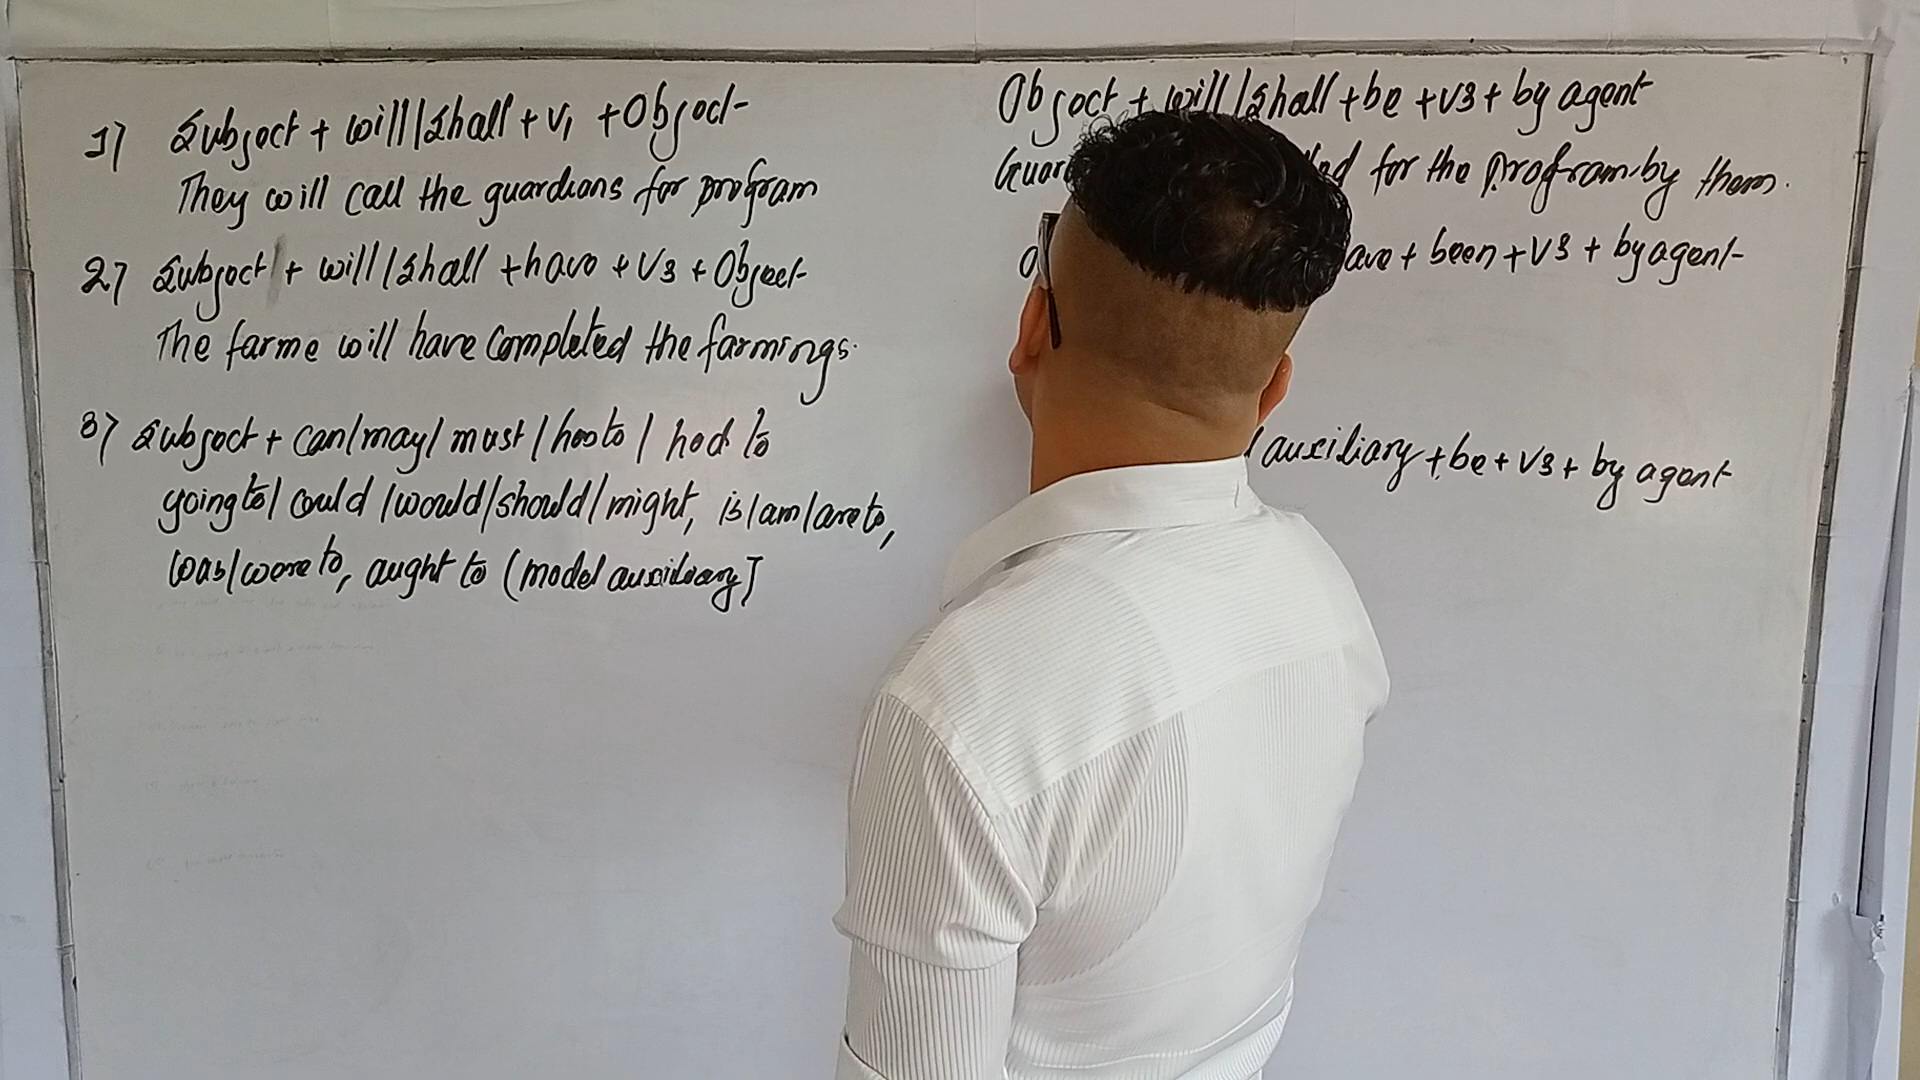 1) Subject + will/shall + V1 + Object
They will call the guardians for program
2) Subject + will/shall + have + V3 + Object
The farme will have completed the farmings.
3) Subject + can/may/ must / has to / had to
going to/ could /would/should/ might, is/am/are to,
was/were to, aught to (model auxiliary]
Object + will/shall + be + V3 + by agent
for the program by them.
+ been + V3 + by agent
auxiliary + be + V3 + by agent